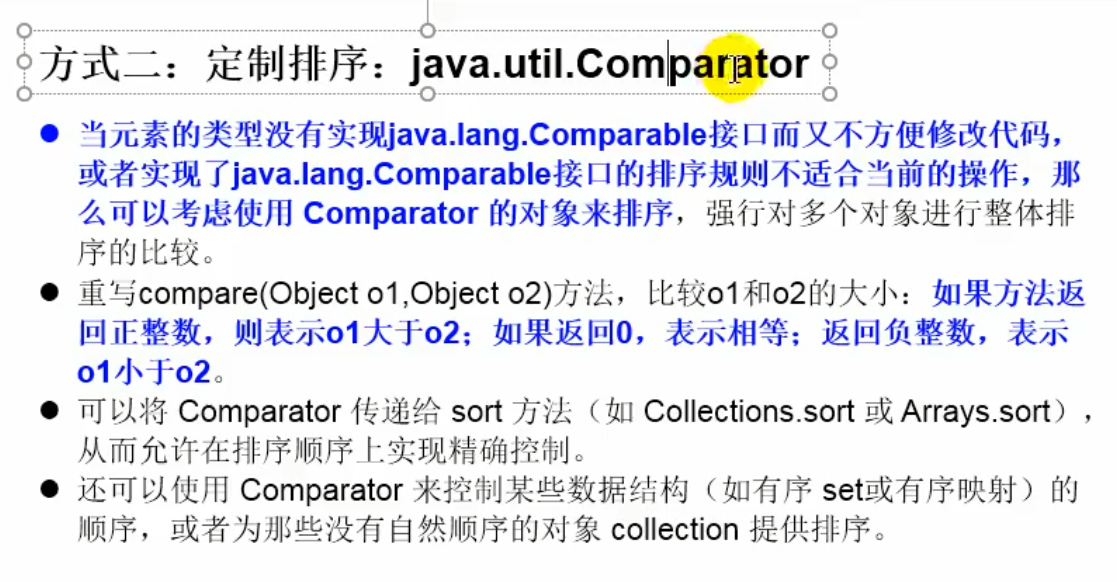 方式二：定制排序：java.util.Comparator
当元素的类型没有实现java.lang.Comparable接口而又不方便修改代码，
或者实现了java.lang.Comparable接口的排序规则不适合当前的操作，那
么可以考虑使用 Comparator 的对象来排序，强行对多个对象进行整体排
序的比较。
重写compare(Object o1,Object o2)方法，比较o1和o2的大小：如果方法返
回正整数，则表示o1大于o2；如果返回0，表示相等；返回负整数，表示
o1小于o2。
可以将 Comparator 传递给 sort 方法（如 Collections.sort 或 Arrays.sort），
从而允许在排序顺序上实现精确控制。
还可以使用 Comparator 来控制某些数据结构（如有序 set或有序映射）的
顺序，或者为那些没有自然顺序的对象 collection 提供排序。